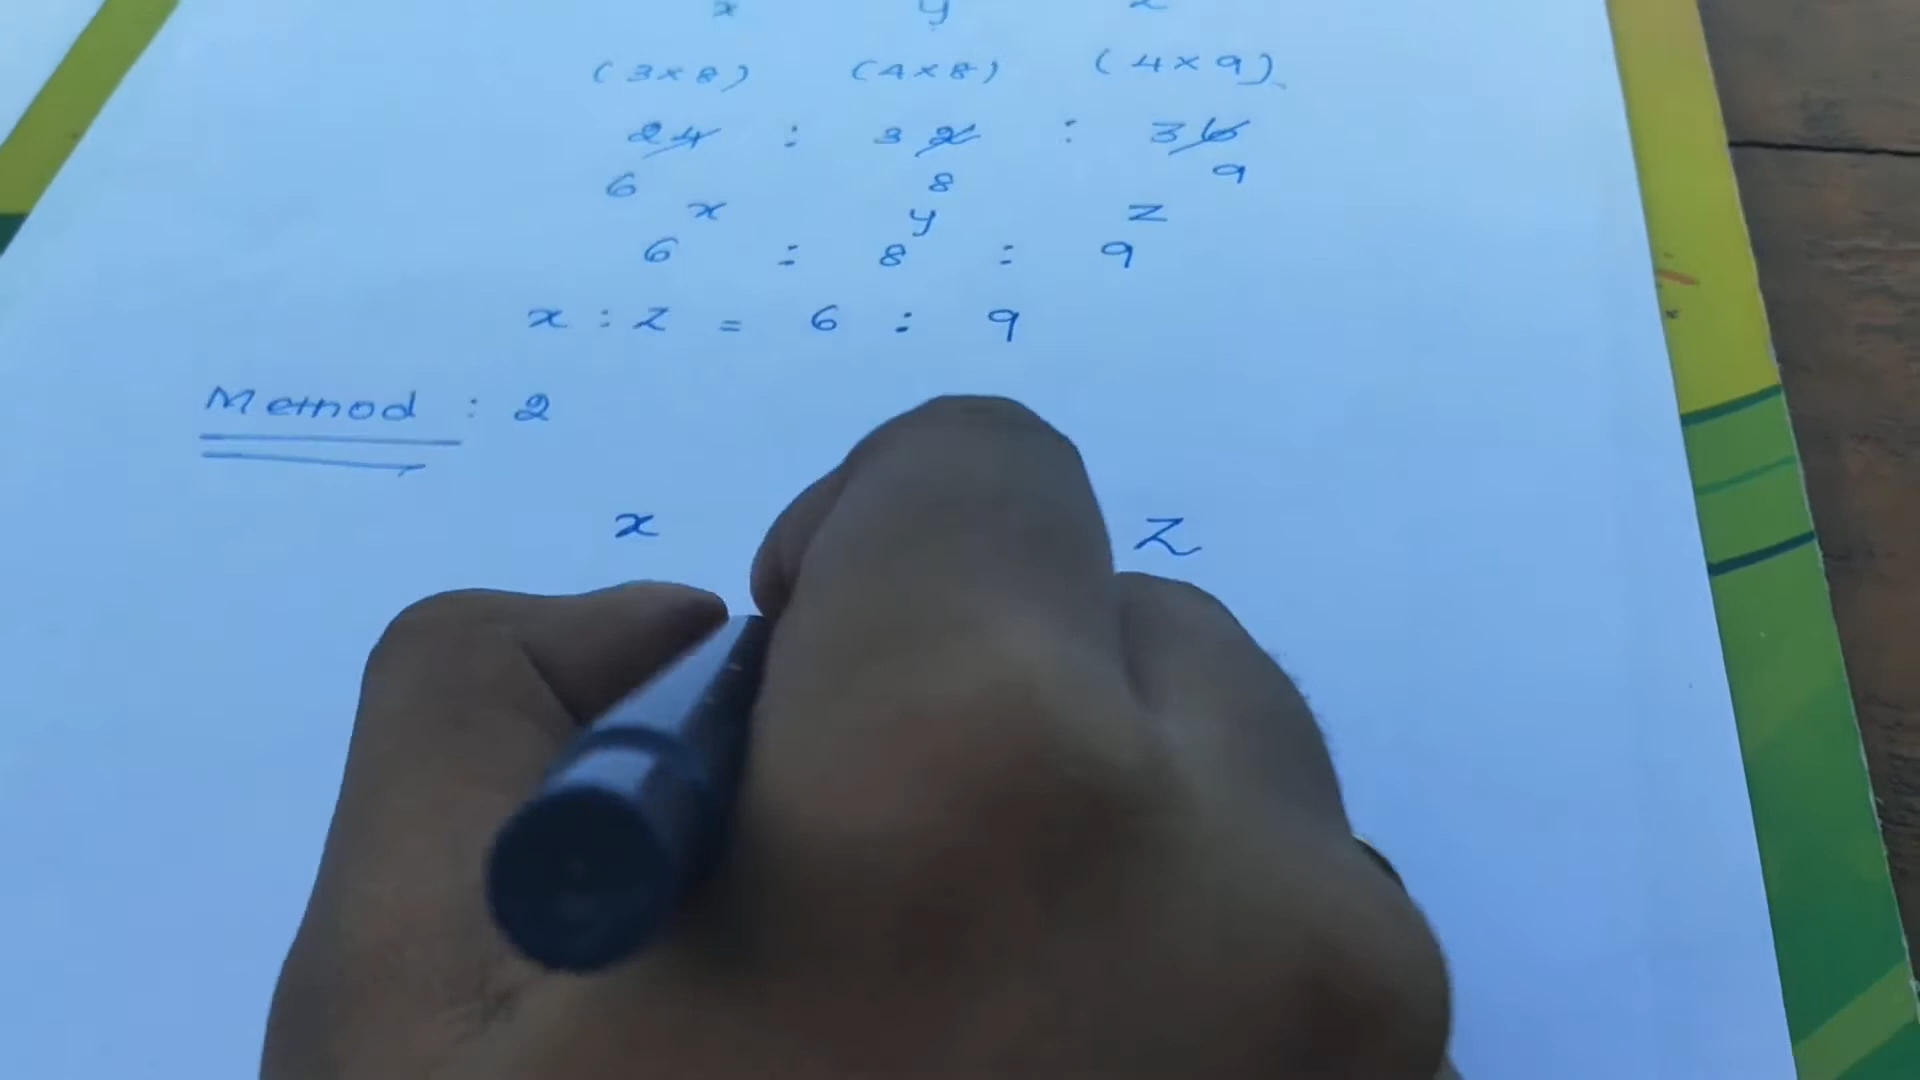 x y z
(3×8) (4×8) (4×9)
24 : 32 : 36
6 8 9
x y z
6 : 8 : 9
x : z = 6 : 9
Method : 2
x z